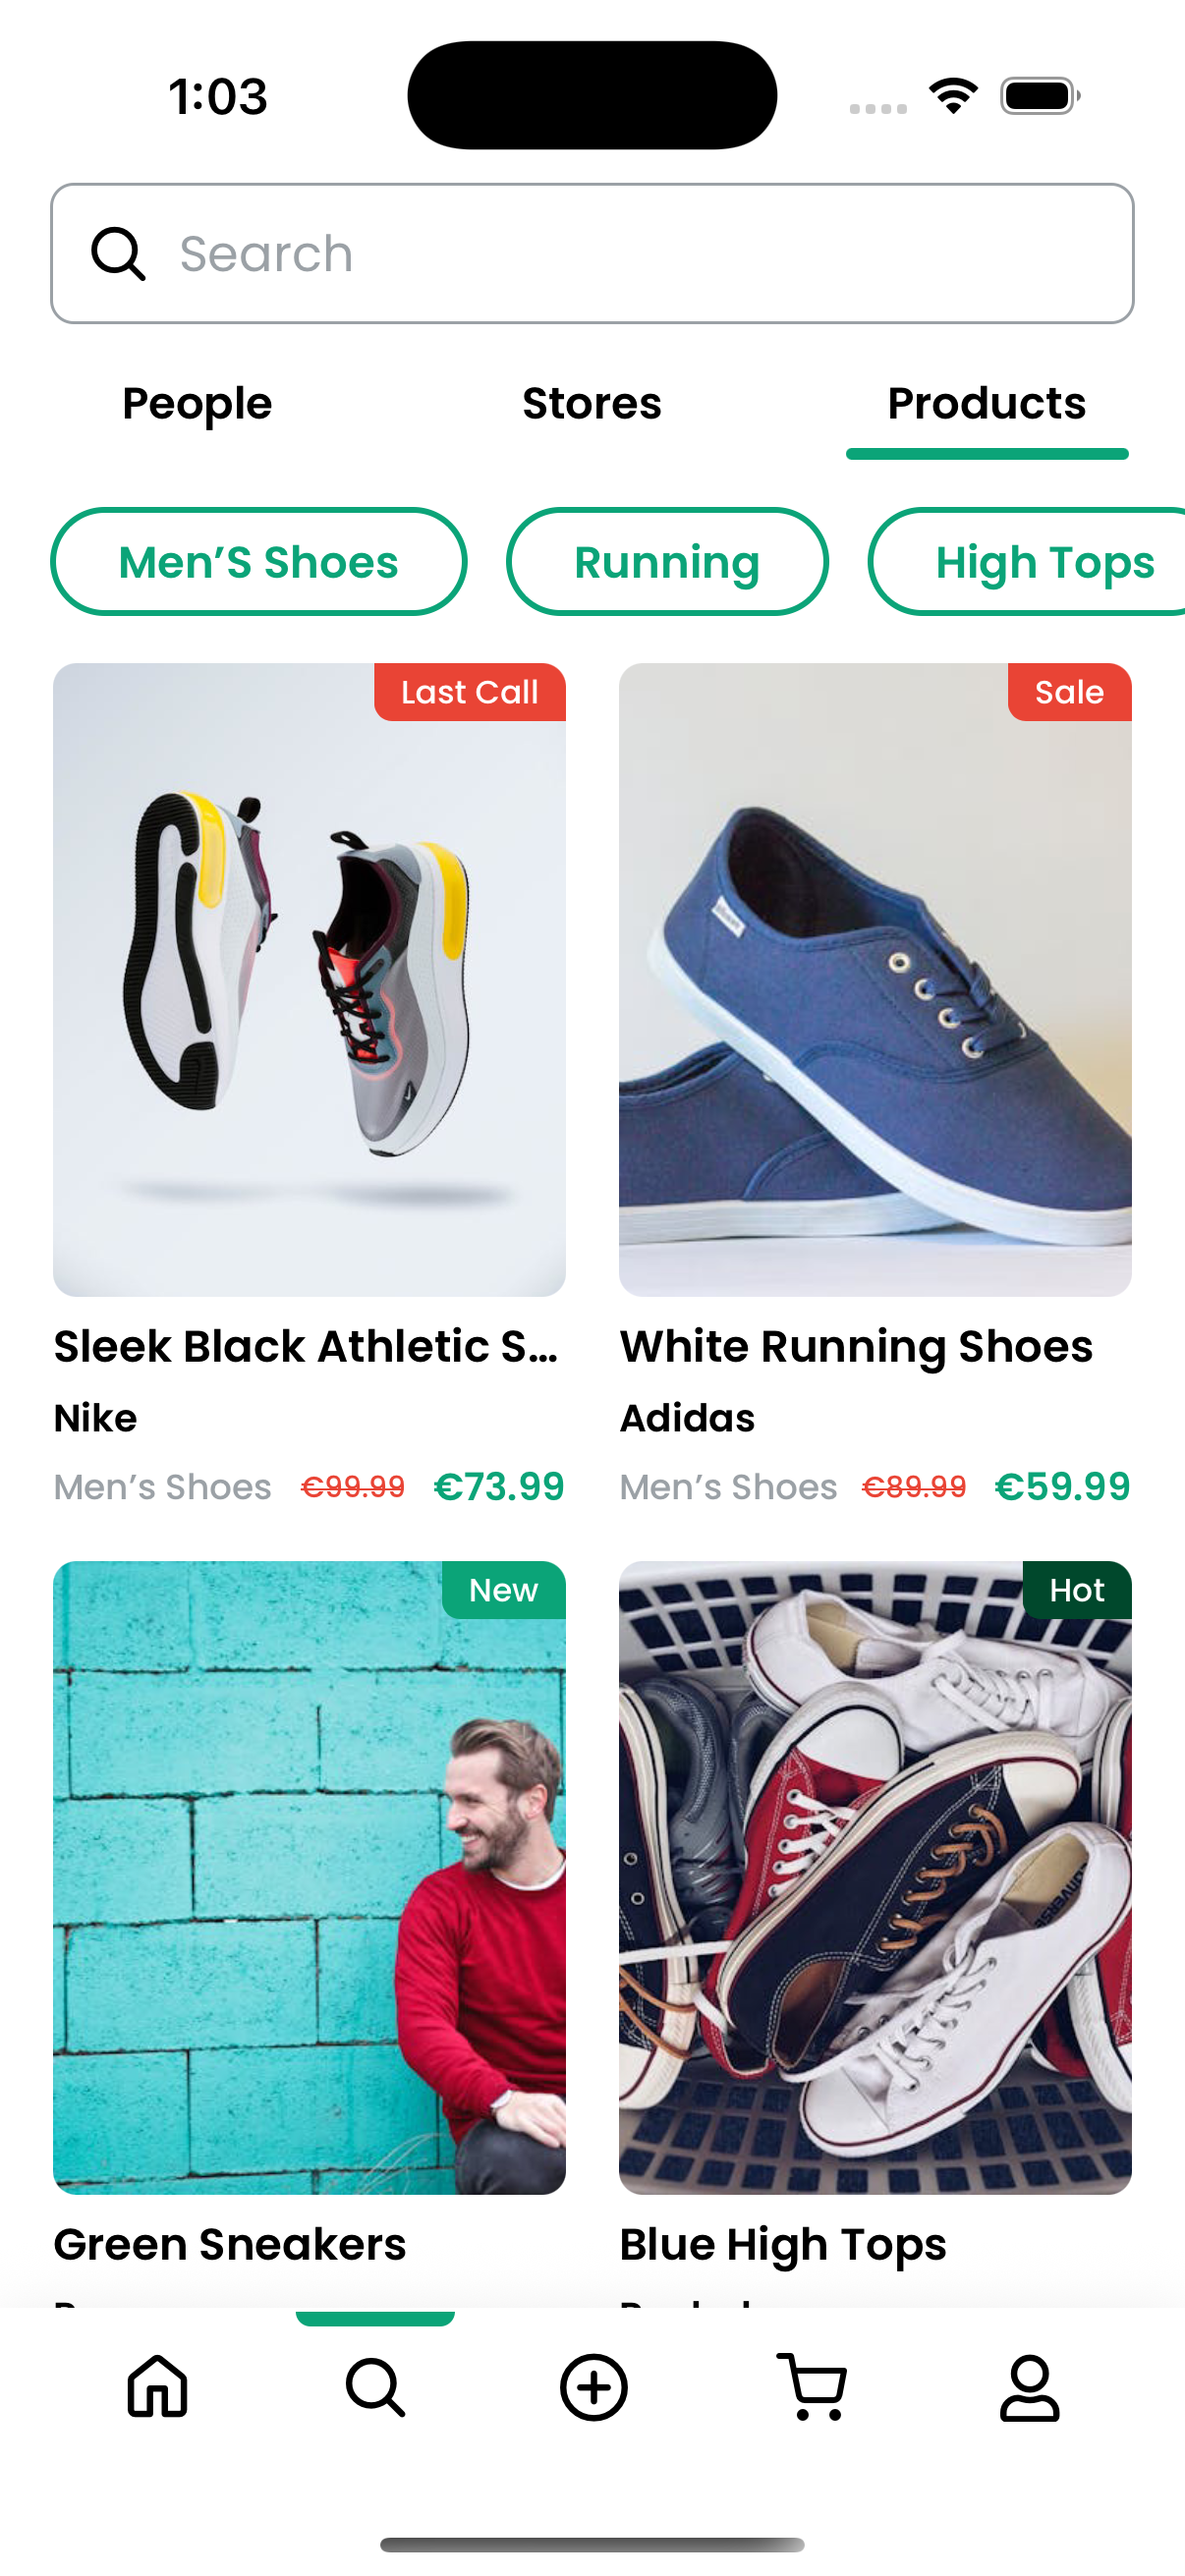 1:03
Search
People Stores Products
Men’S Shoes Running High Tops
Last Call Sale
Sleek Black Athletic S... White Running Shoes
Nike Adidas
Men’s Shoes €99.99 €73.99 Men’s Shoes €89.99 €59.99
New Hot
CONVERSE
Green Sneakers Blue High Tops